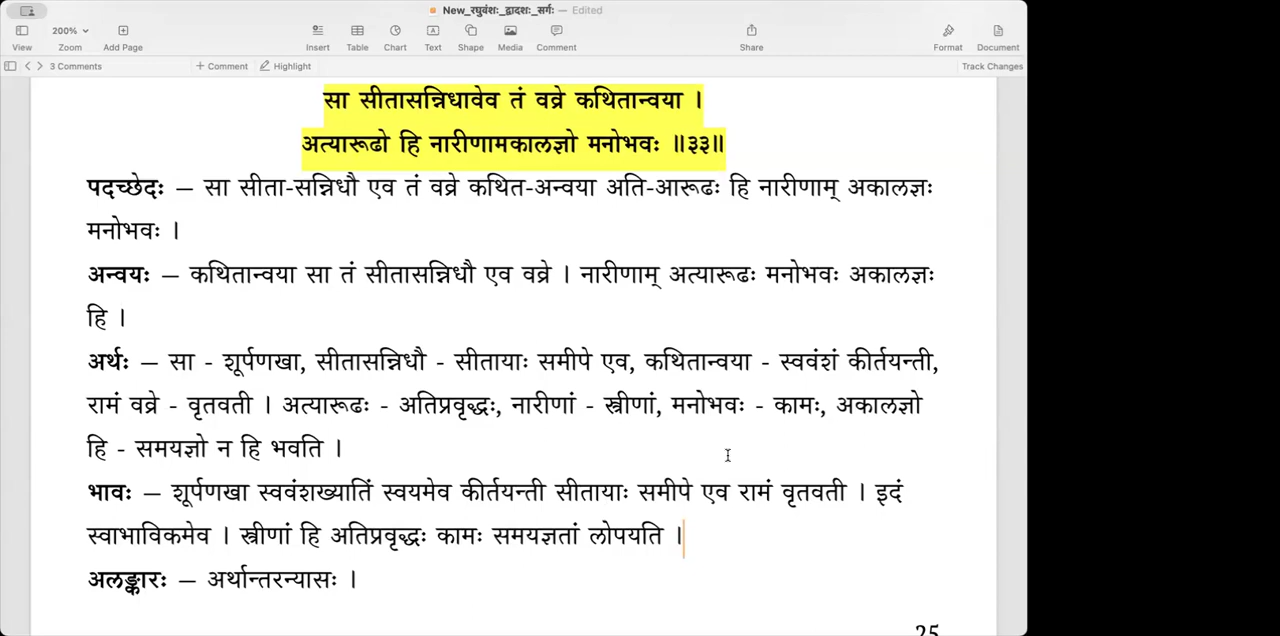 New_रघुवंशः_द्वादशः_सर्गः — Edited
200%
View Zoom Add Page Insert Table Chart Text Shape Media Comment Share Format Document
3 Comments + Comment Highlight Track Changes
सा सीतासन्निधावेव तं वव्रे कथितान्वया ।
अत्यारूढो हि नारीणामकालज्ञो मनोभवः ॥३३॥
पदच्छेदः — सा सीता-सन्निधौ एव तं वव्रे कथित-अन्वया अति-आरूढः हि नारीणाम् अकालज्ञः
मनोभवः ।
अन्वयः — कथितान्वया सा तं सीतासन्निधौ एव वव्रे । नारीणाम् अत्यारूढः मनोभवः अकालज्ञः
हि ।
अर्थः — सा - शूर्पणखा, सीतासन्निधौ - सीतायाः समीपे एव, कथितान्वया - स्ववंशं कीर्तयन्ती,
रामं वव्रे - वृतवती । अत्यारूढः - अतिप्रवृद्धः, नारीणां - स्त्रीणां, मनोभवः - कामः, अकालज्ञो
हि - समयज्ञो न हि भवति ।
भावः — शूर्पणखा स्ववंशख्यातिं स्वयमेव कीर्तयन्ती सीतायाः समीपे एव रामं वृतवती । इदं
स्वाभाविकमेव । स्त्रीणां हि अतिप्रवृद्धः कामः समयज्ञतां लोपयति ।
अलङ्कारः — अर्थान्तरन्यासः ।
25